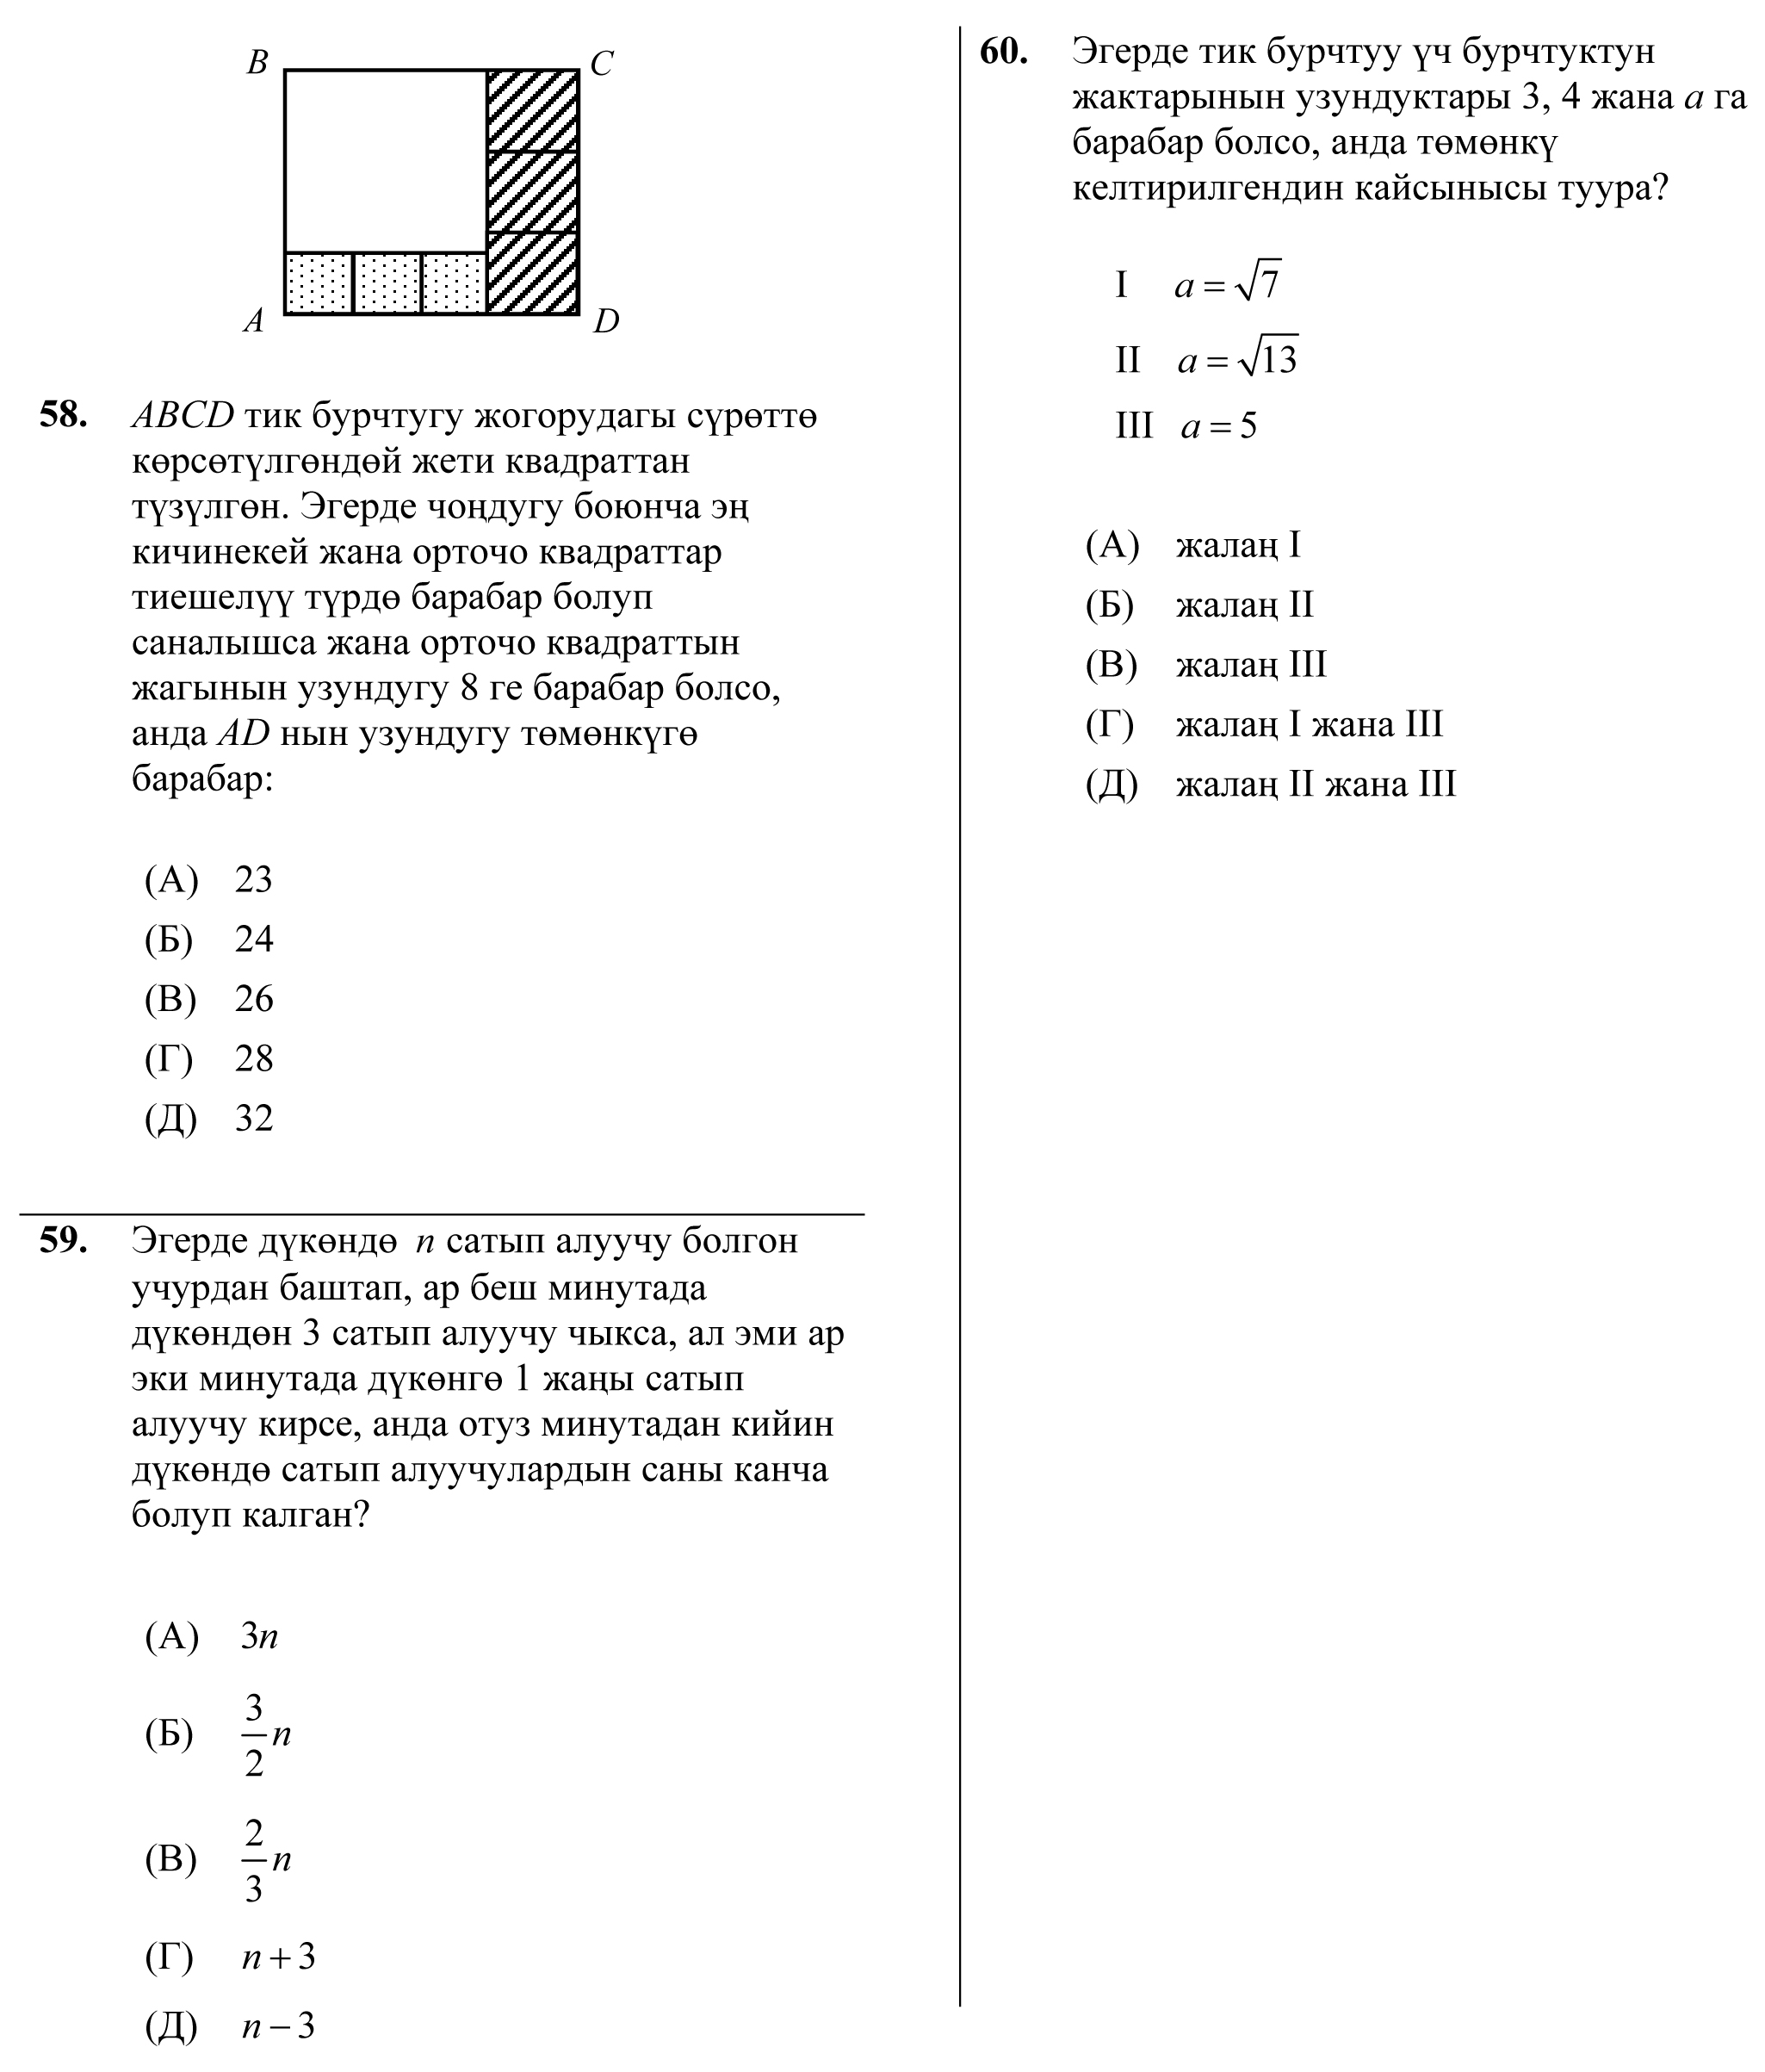 B
C
A
D
58. ABCD тик бурчтугу жогорудагы сүрөттө
көрсөтүлгөндөй жети квадраттан
түзүлгөн. Эгерде чоңдугу боюнча эң
кичинекей жана орточо квадраттар
тиешелүү түрдө барабар болуп
саналышса жана орточо квадраттын
жагынын узундугу 8 ге барабар болсо,
анда AD нын узундугу төмөнкүгө
барабар:
(А) 23
(Б) 24
(В) 26
(Г) 28
(Д) 32
59. Эгерде дүкөндө n сатып алуучу болгон
учурдан баштап, ар беш минутада
дүкөндөн 3 сатып алуучу чыкса, ал эми ар
эки минутада дүкөнгө 1 жаңы сатып
алуучу кирсе, анда отуз минутадан кийин
дүкөндө сатып алуучулардын саны канча
болуп калган?
(А) 3n
(Б) 3/2 n
(В) 2/3 n
(Г) n + 3
(Д) n − 3
60. Эгерде тик бурчтуу үч бурчтуктун
жактарынын узундуктары 3, 4 жана a га
барабар болсо, анда төмөнкү
келтирилгендин кайсынысы туура?
I a = √7
II a = √13
III a = 5
(А) жалаң I
(Б) жалаң II
(В) жалаң III
(Г) жалаң I жана III
(Д) жалаң II жана III